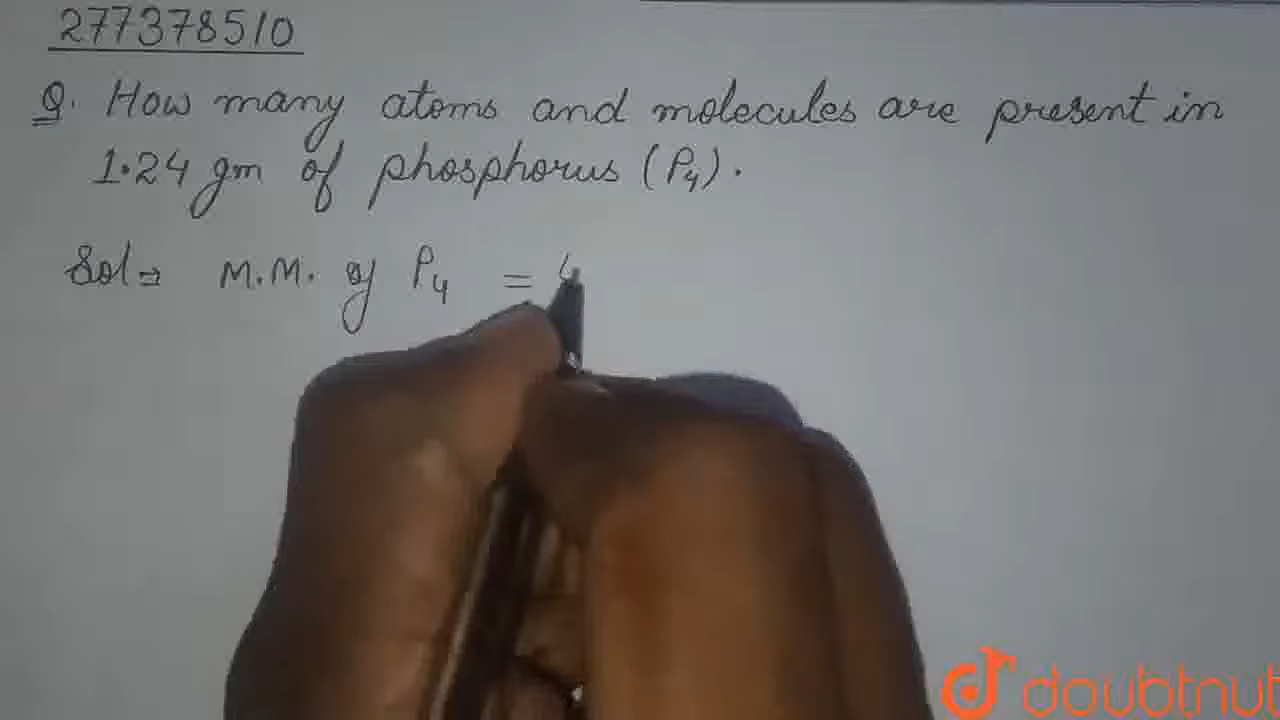 277378510
Q. How many atoms and molecules are present in
1.24 gm of phosphorus (P₄).
Sol⇒ M.M. of P₄ = 4
doubtnut